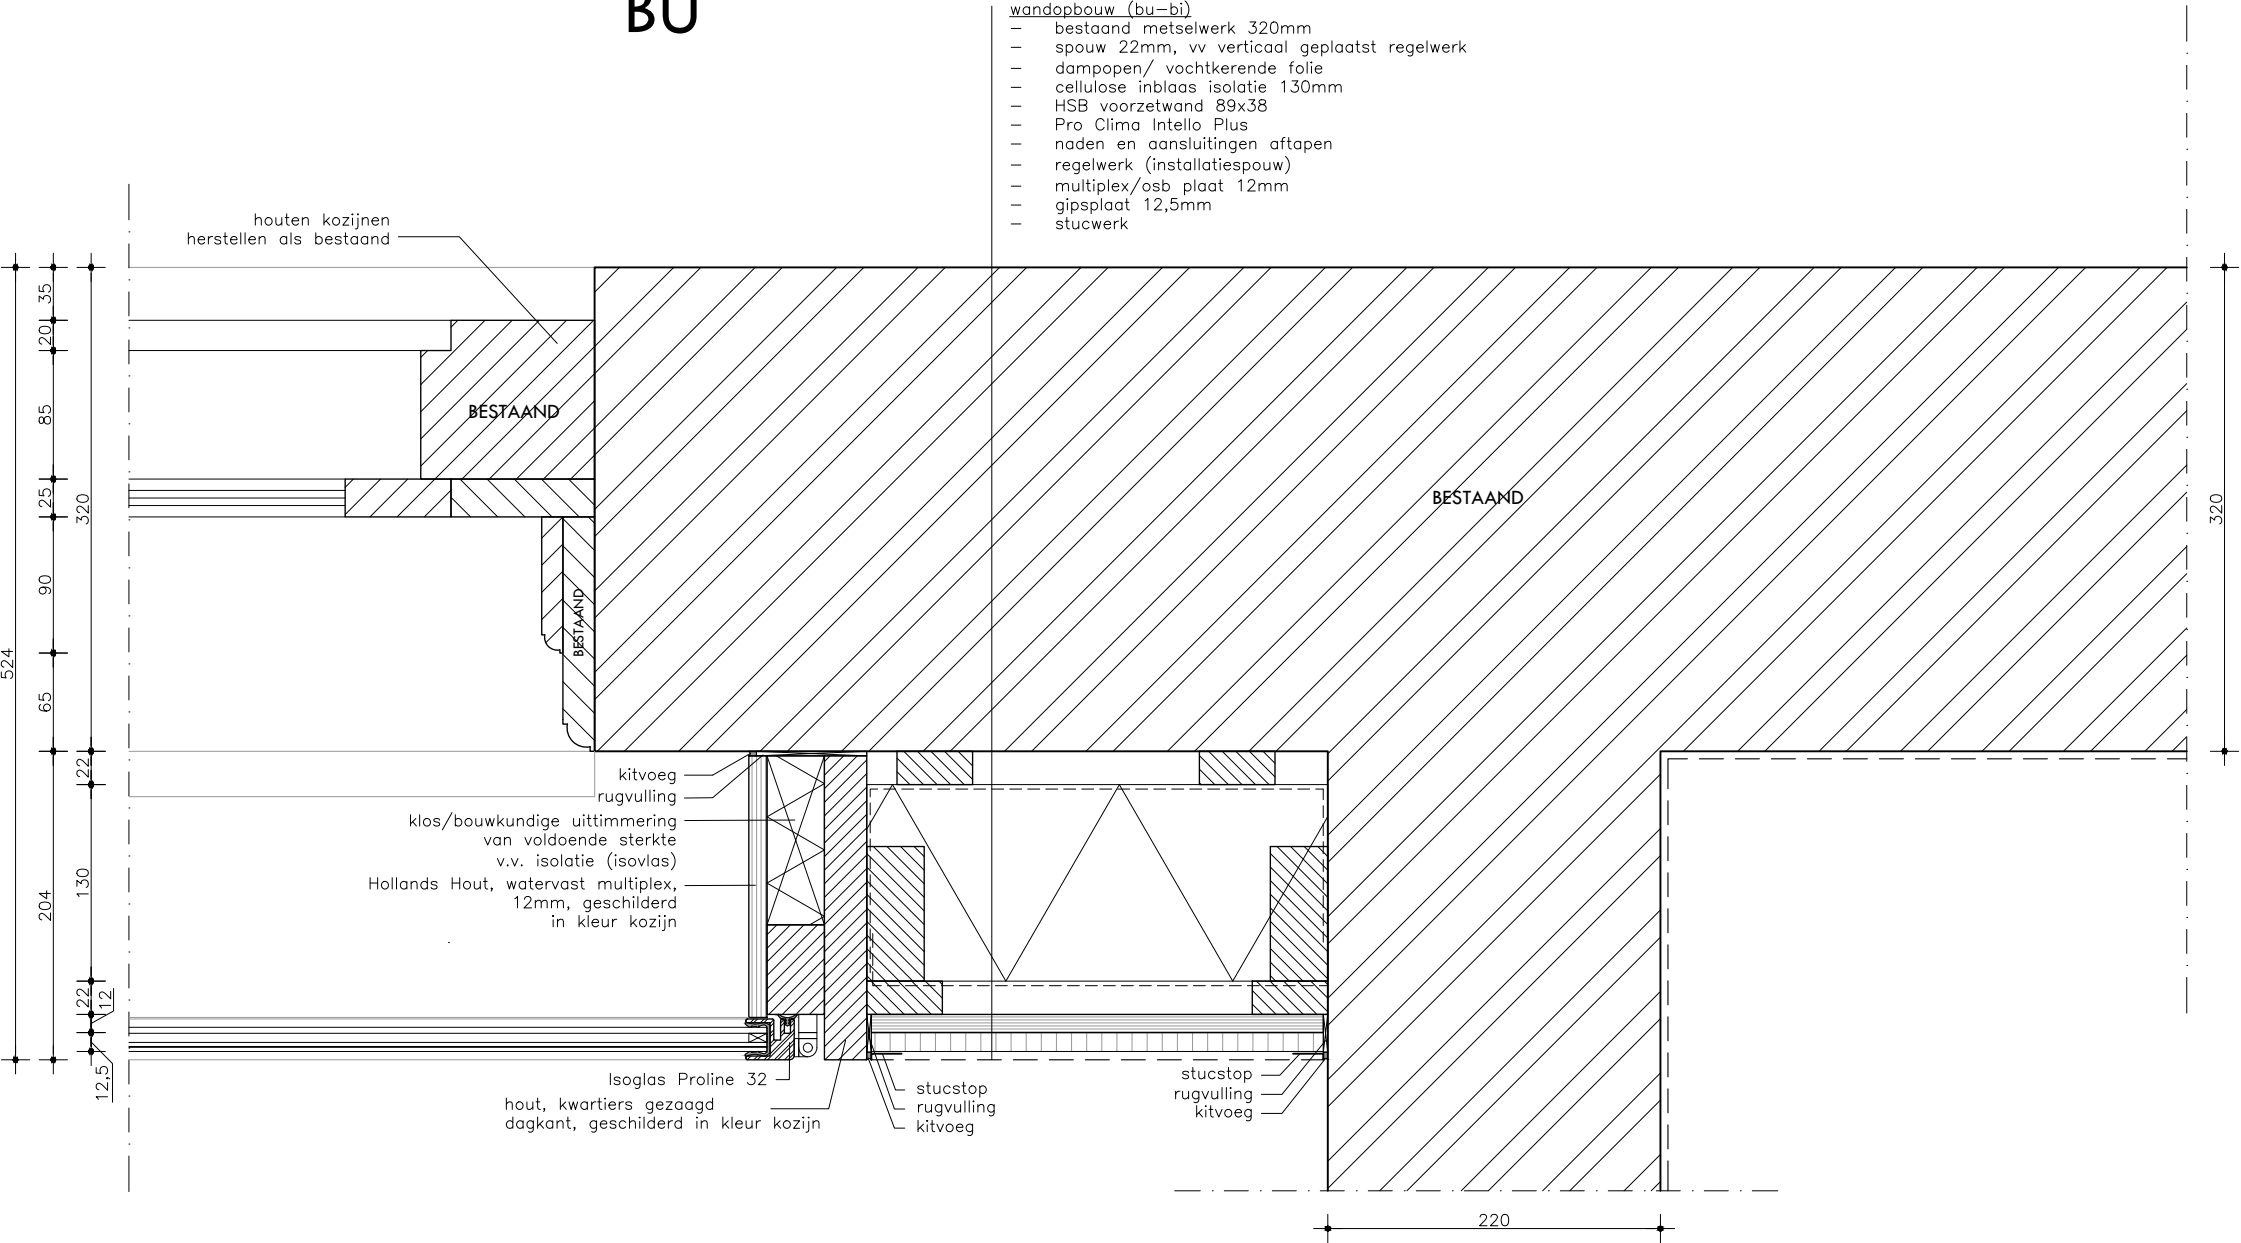 BU
wandopbouw (bu-bi)
- bestaand metselwerk 320mm
- spouw 22mm, vv verticaal geplaatst regelwerk
- dampopen/ vochtkerende folie
- cellulose inblaas isolatie 130mm
- HSB voorzetwand 89x38
- Pro Clima Intello Plus
- naden en aansluitingen aftapen
- regelwerk (installatiespouw)
- multiplex/osb plaat 12mm
- gipsplaat 12,5mm
- stucwerk
houten kozijnen
herstellen als bestaand
35
20
85
25
90
65
204
524
320
22
130
22
12
12,5
BESTAAND
BESTAAND
BESTAAND
320
kitvoeg
rugvulling
klos/bouwkundige uittimmering
van voldoende sterkte
v.v. isolatie (isovlas)
Hollands Hout, watervast multiplex,
12mm, geschilderd
in kleur kozijn
Isoglas Proline 32
hout, kwartiers gezaagd
dagkant, geschilderd in kleur kozijn
stucstop
rugvulling
kitvoeg
stucstop
rugvulling
kitvoeg
220